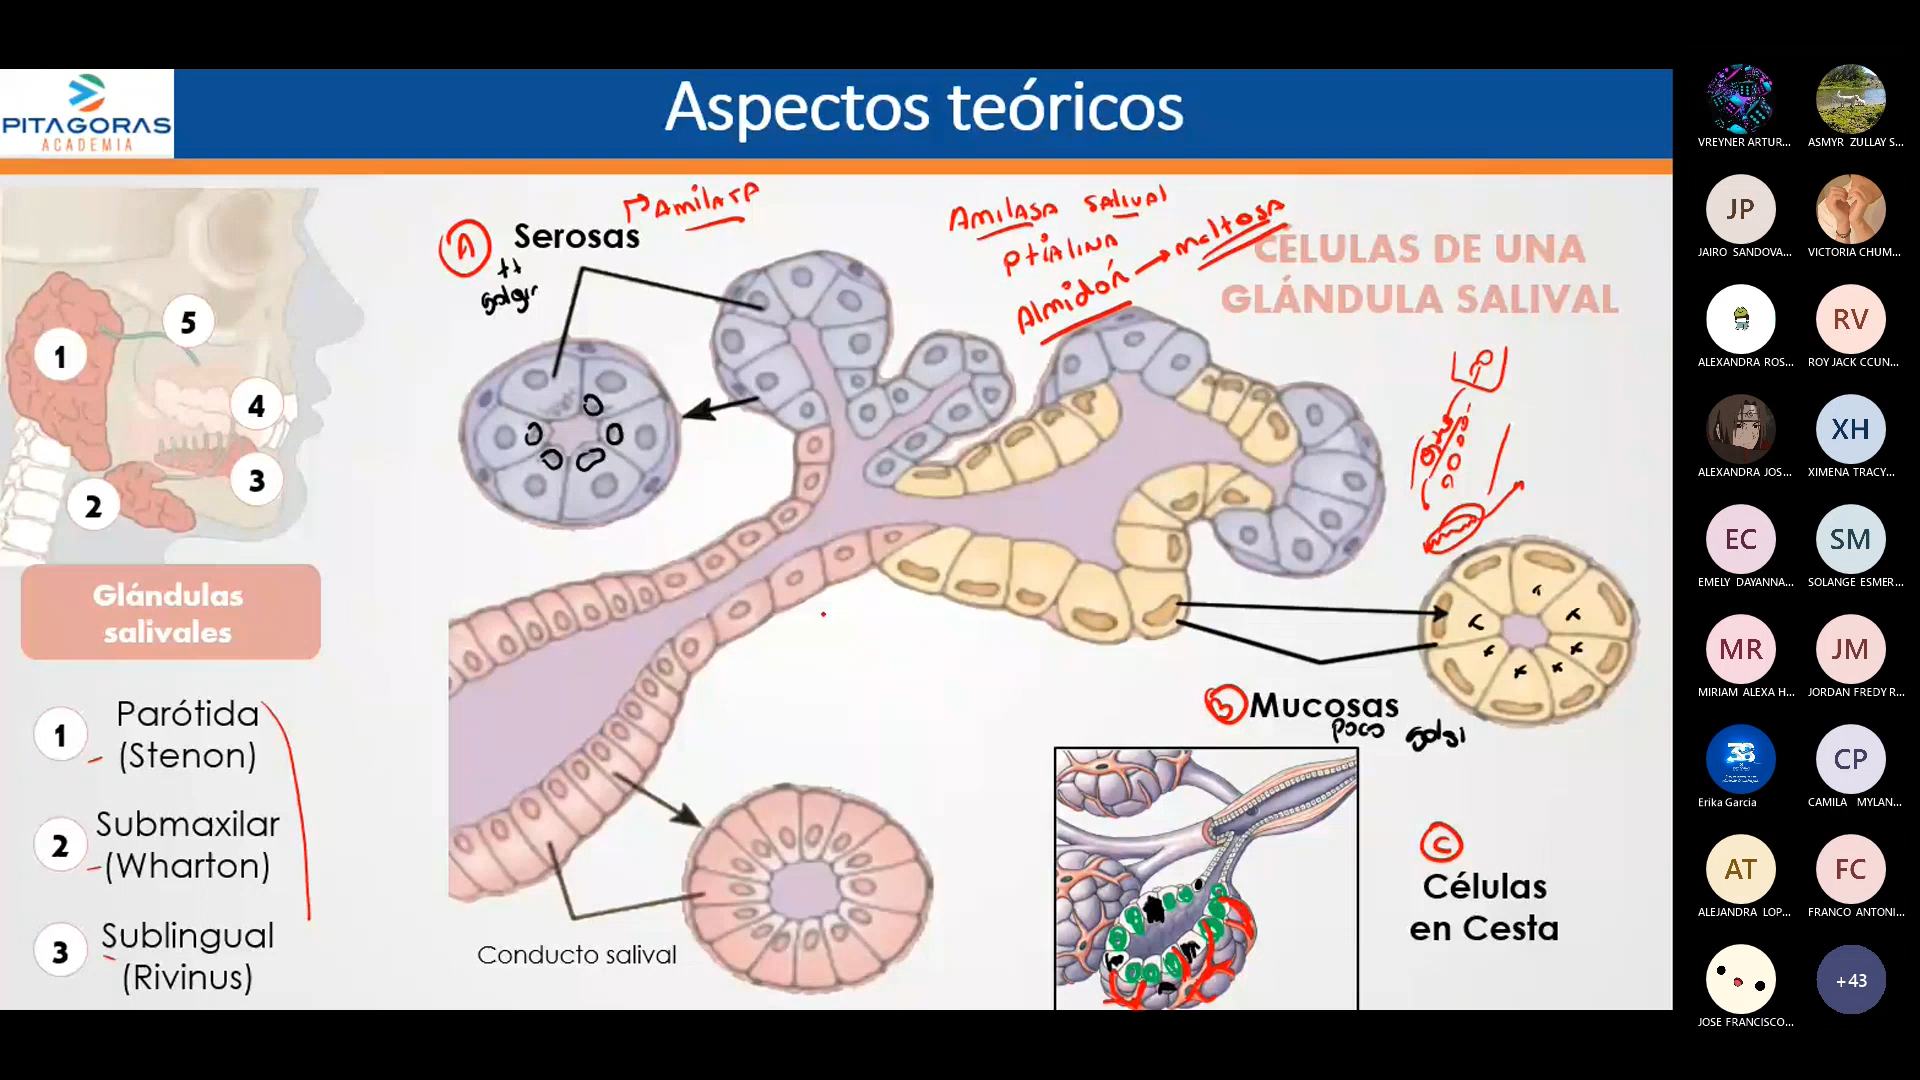 PITAGORAS
ACADEMIA
Aspectos teóricos
A
Serosas
Amilasa
++
golgi
Amilasa salival
ptialina
Almidón → maltosa
CÉLULAS DE UNA
GLÁNDULA SALIVAL
1
5
4
3
2
Glándulas
salivales
1
Parótida
(Stenon)
2
Submaxilar
(Wharton)
3
Sublingual
(Rivinus)
Conducto salival
B
Mucosas
poco golgi
C
Células
en Cesta
VREYNER ARTUR...
ASMYR ZULLAY S...
JP
JAIRO SANDOVA...
VICTORIA CHUM...
ALEXANDRA ROS...
RV
ROY JACK CCUN...
ALEXANDRA JOS...
XH
XIMENA TRACY...
EC
EMELY DAYANNA...
SM
SOLANGE ESMER...
MR
MIRIAM ALEXA H...
JM
JORDAN FREDY R...
Erika Garcia
CP
CAMILA MYLAN...
AT
ALEJANDRA LOP...
FC
FRANCO ANTONI...
JOSE FRANCISCO...
+43